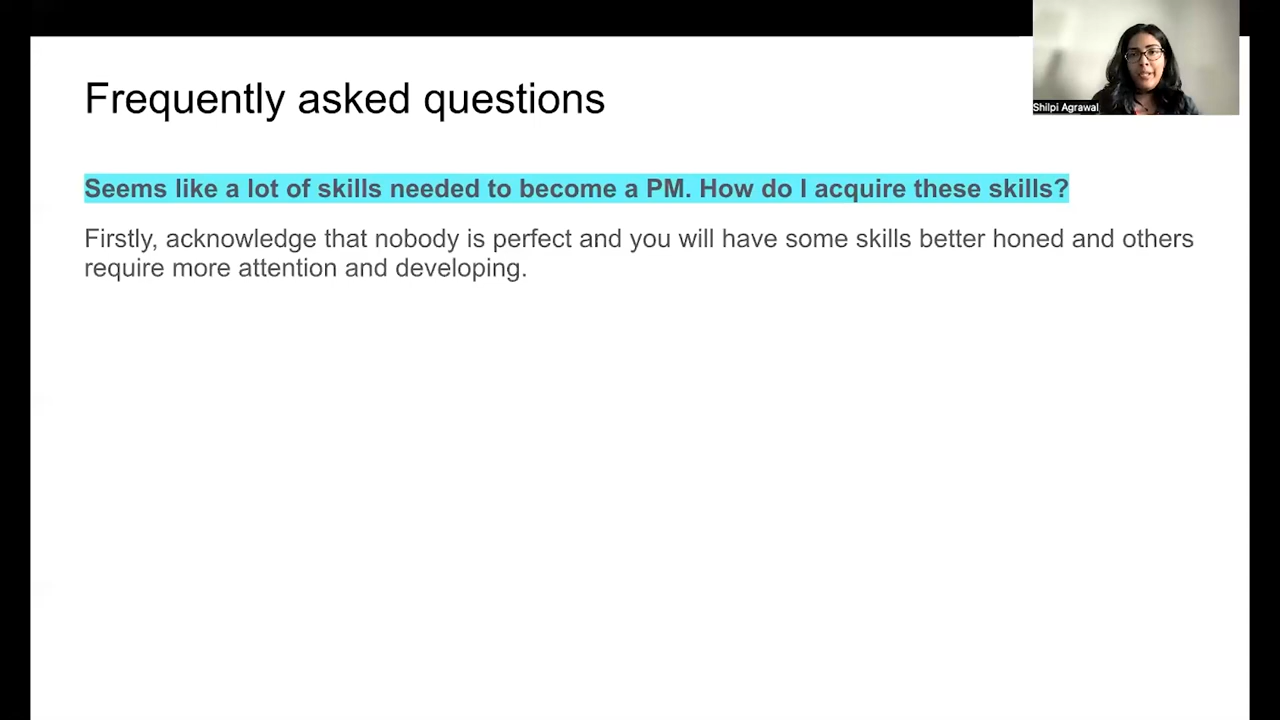 Frequently asked questions
Shilpi Agrawal
Seems like a lot of skills needed to become a PM. How do I acquire these skills?
Firstly, acknowledge that nobody is perfect and you will have some skills better honed and others
require more attention and developing.